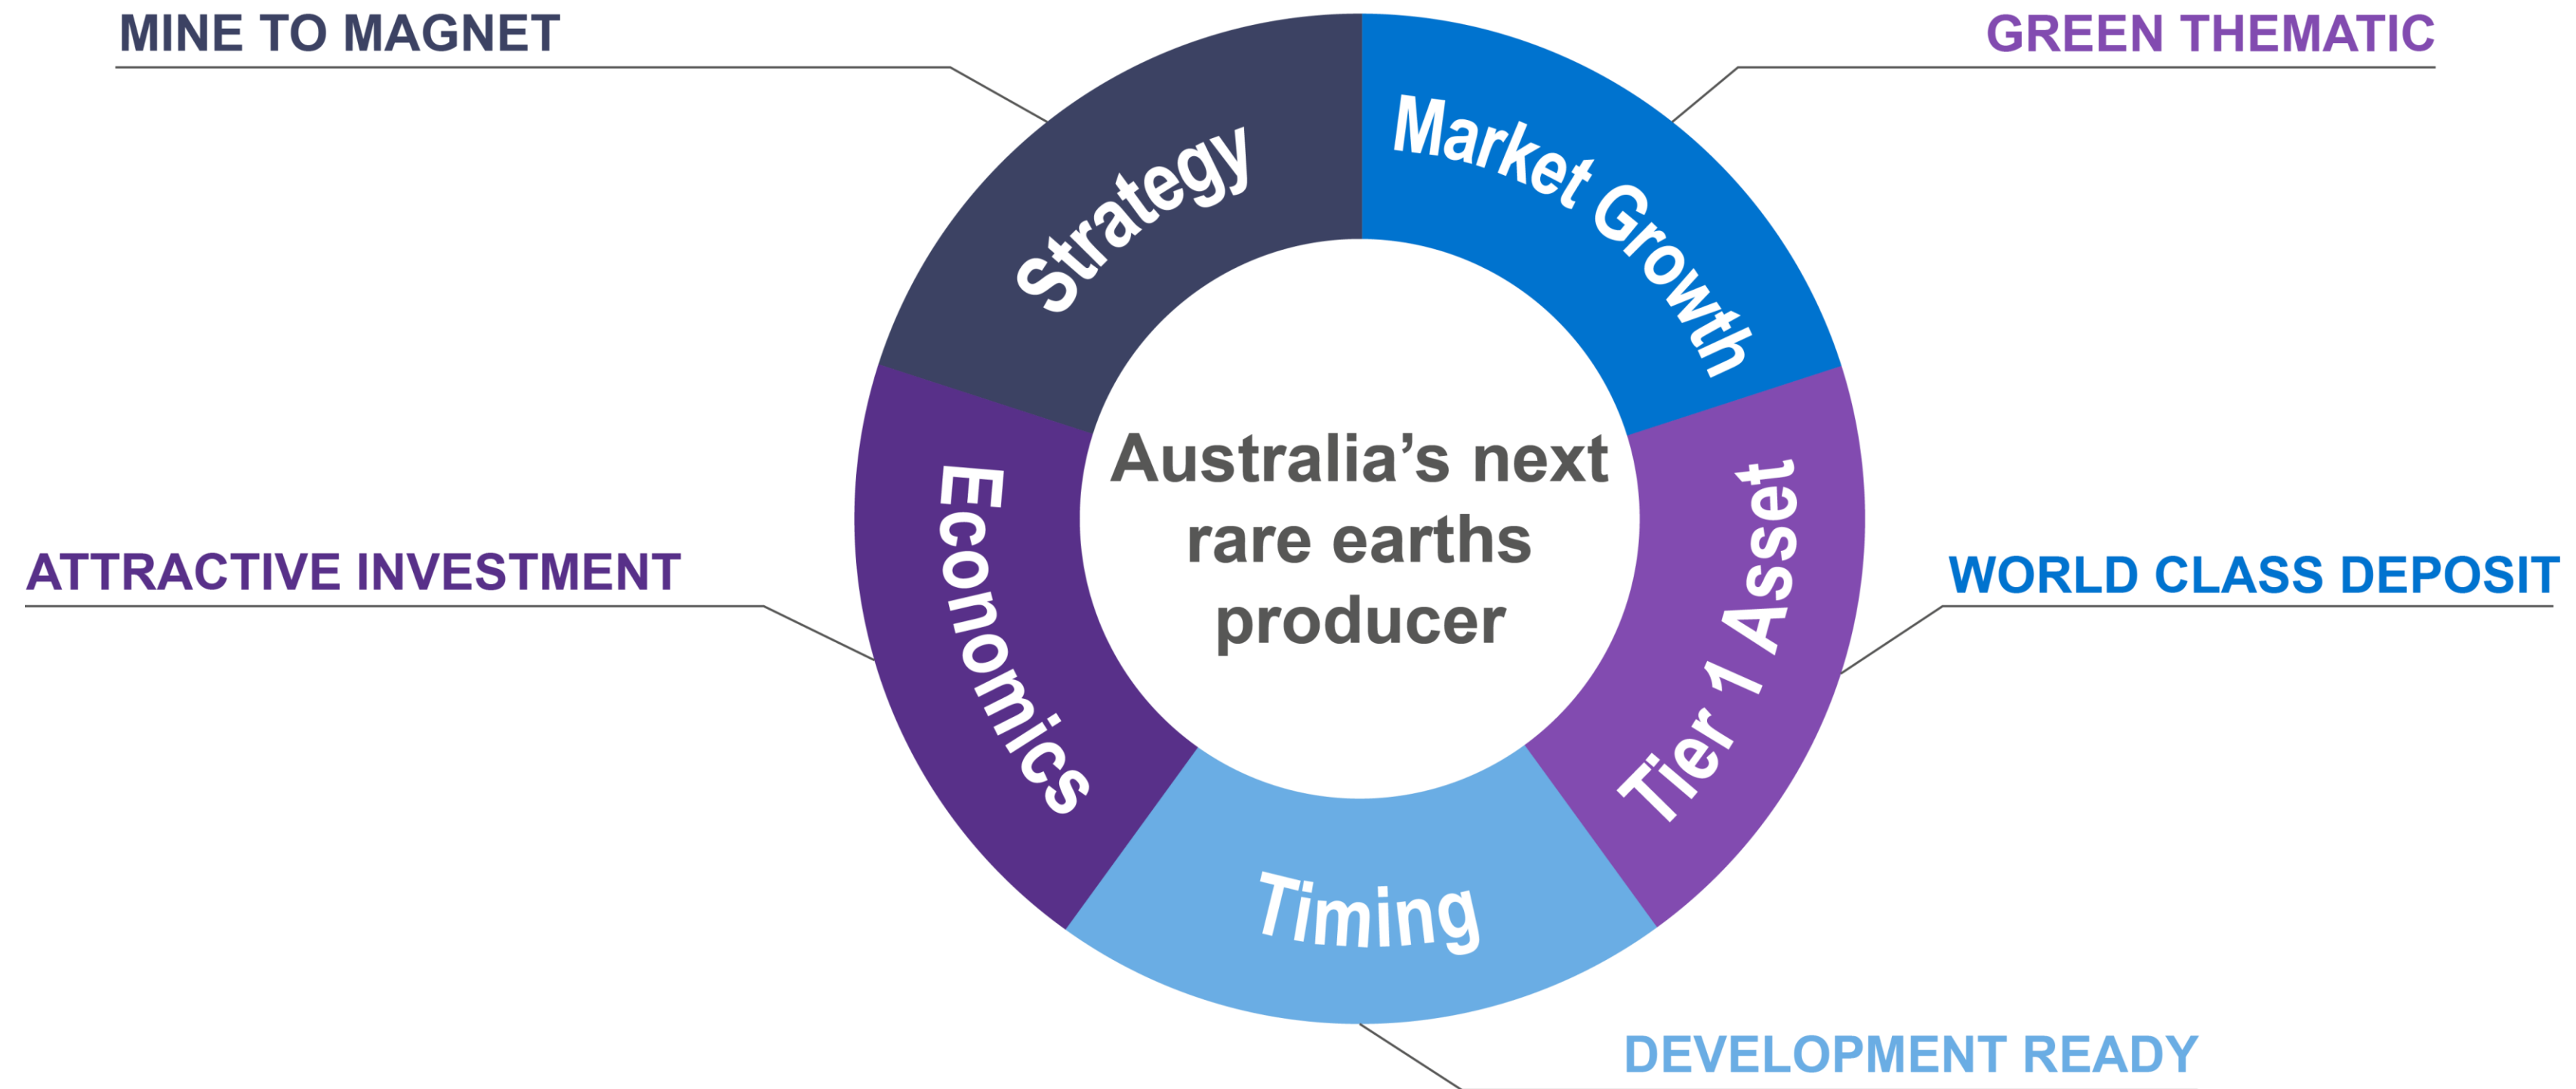 MINE TO MAGNET
GREEN THEMATIC
Strategy
Market Growth
Australia’s next
rare earths
producer
Economics
Tier 1 Asset
ATTRACTIVE INVESTMENT
WORLD CLASS DEPOSIT
Timing
DEVELOPMENT READY